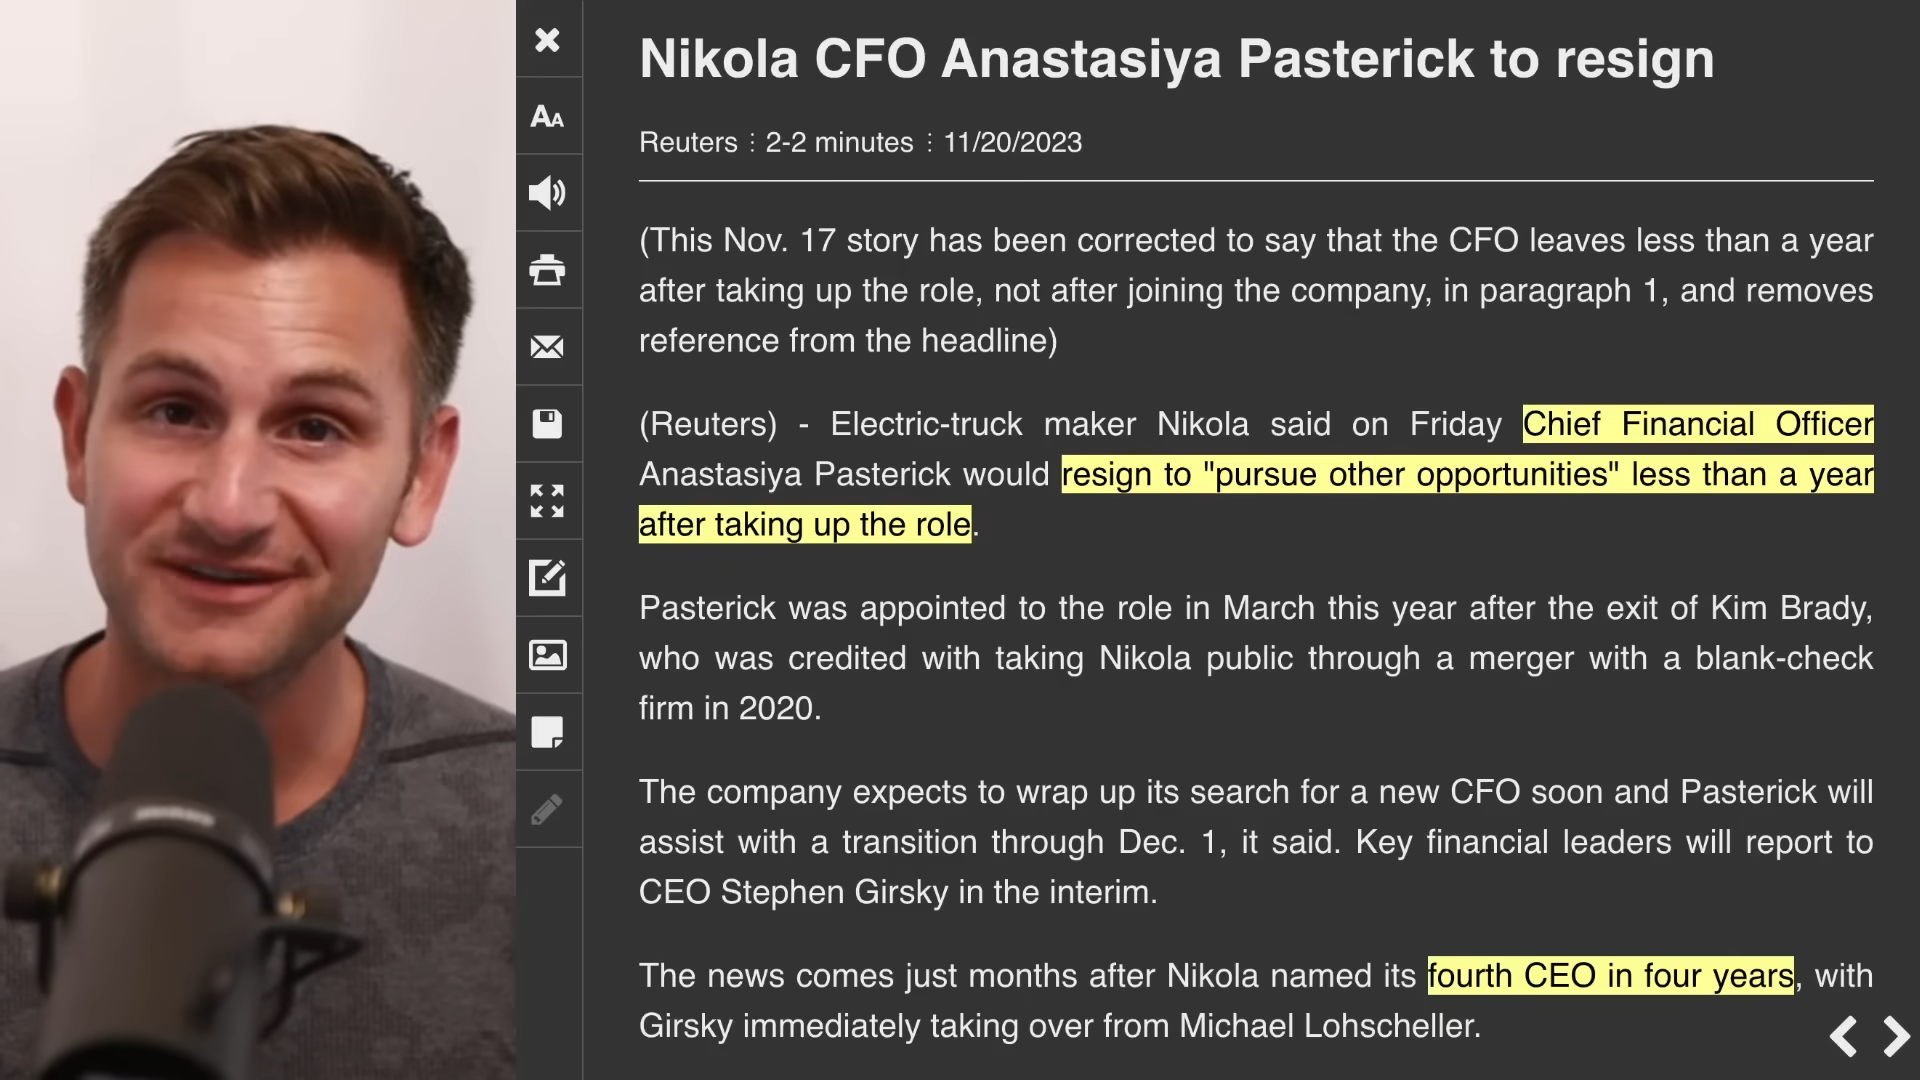 Nikola CFO Anastasiya Pasterick to resign
Reuters ⋮ 2-2 minutes ⋮ 11/20/2023
(This Nov. 17 story has been corrected to say that the CFO leaves less than a year
after taking up the role, not after joining the company, in paragraph 1, and removes
reference from the headline)
(Reuters) - Electric-truck maker Nikola said on Friday Chief Financial Officer
Anastasiya Pasterick would resign to "pursue other opportunities" less than a year
after taking up the role.
Pasterick was appointed to the role in March this year after the exit of Kim Brady,
who was credited with taking Nikola public through a merger with a blank-check
firm in 2020.
The company expects to wrap up its search for a new CFO soon and Pasterick will
assist with a transition through Dec. 1, it said. Key financial leaders will report to
CEO Stephen Girsky in the interim.
The news comes just months after Nikola named its fourth CEO in four years, with
Girsky immediately taking over from Michael Lohscheller.